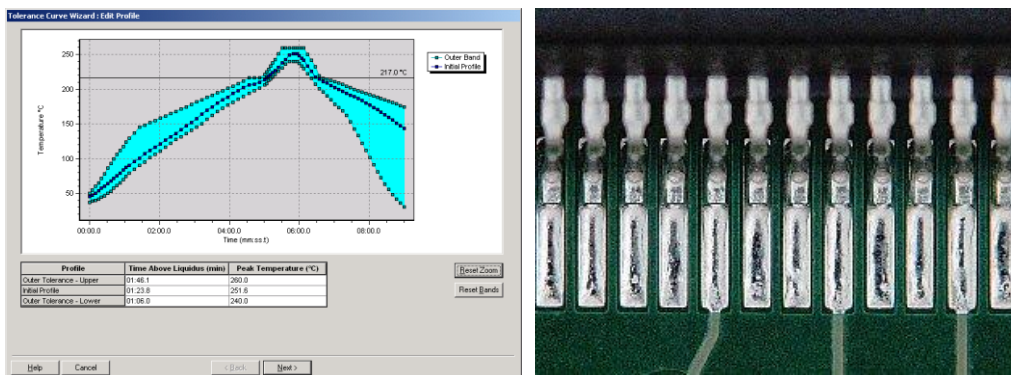 Tolerance Curve Wizard : Edit Profile
Outer Band
Initial Profile
217.0 °C
250
200
150
100
50
Temperature °C
00:00.0 02:00.0 04:00.0 06:00.0 08:00.0
Time (mm:ss.t)
Profile Time Above Liquidus (min) Peak Temperature (°C)
Outer Tolerance - Upper 01:46.1 260.0
Initial Profile 01:23.8 251.6
Outer Tolerance - Lower 01:06.0 240.0
Reset Zoom
Reset Bands
Help Cancel < Back Next >